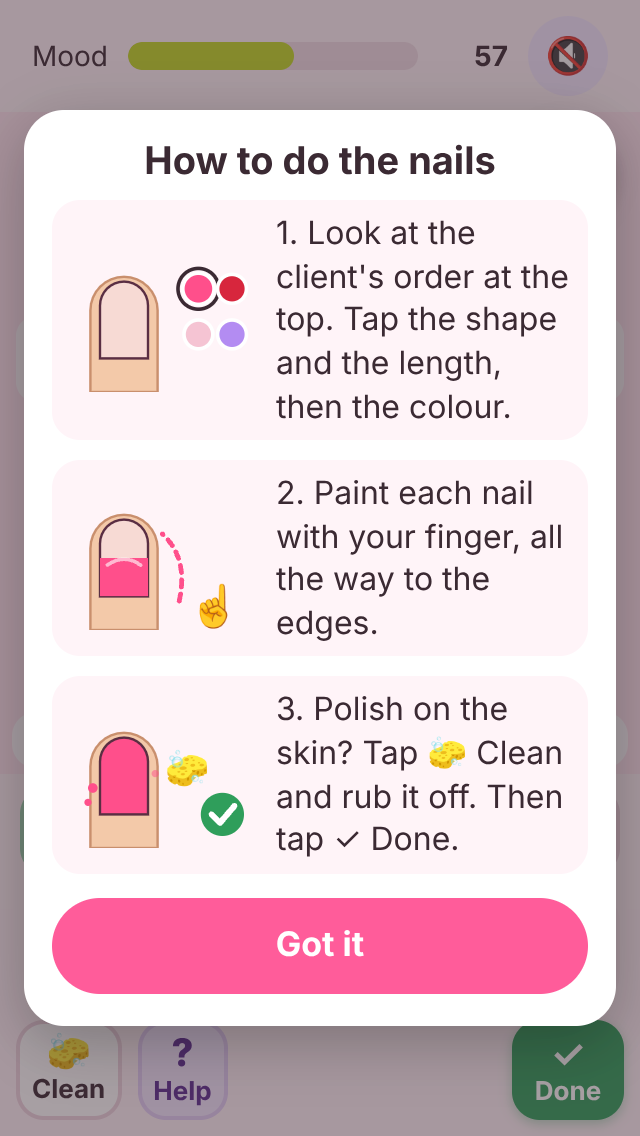 Mood
57
How to do the nails
1. Look at the
client's order at the
top. Tap the shape
and the length,
then the colour.
2. Paint each nail
with your finger, all
the way to the
edges.
3. Polish on the
skin? Tap 🧽 Clean
and rub it off. Then
tap ✓ Done.
Got it
Clean
?
Help
✓
Done